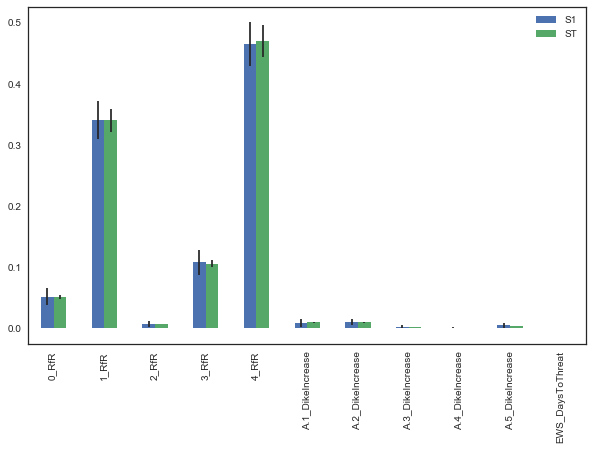 0.5
0.4
0.3
0.2
0.1
0.0
S1
ST
0_RfR
1_RfR
2_RfR
3_RfR
4_RfR
A.1_DikeIncrease
A.2_DikeIncrease
A.3_DikeIncrease
A.4_DikeIncrease
A.5_DikeIncrease
EWS_DaysToThreat